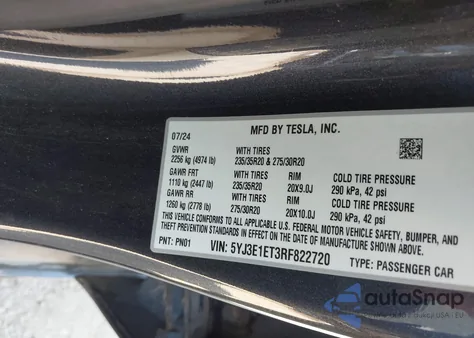 07/24 MFD BY TESLA, INC.
GVWR WITH TIRES
2256 kg (4974 lb) 235/35R20 & 275/30R20
GAWR FRT WITH TIRES RIM COLD TIRE PRESSURE
1110 kg (2447 lb) 235/35R20 20X9.0J 290 kPa, 42 psi
GAWR RR WITH TIRES RIM COLD TIRE PRESSURE
1260 kg (2778 lb) 275/30R20 20X10.0J 290 kPa, 42 psi
THIS VEHICLE CONFORMS TO ALL APPLICABLE U.S. FEDERAL MOTOR VEHICLE SAFETY, BUMPER, AND
THEFT PREVENTION STANDARDS IN EFFECT ON THE DATE OF MANUFACTURE SHOWN ABOVE.
PNT: PN01 VIN: 5YJ3E1ET3RF822720 TYPE: PASSENGER CAR
autoSnap